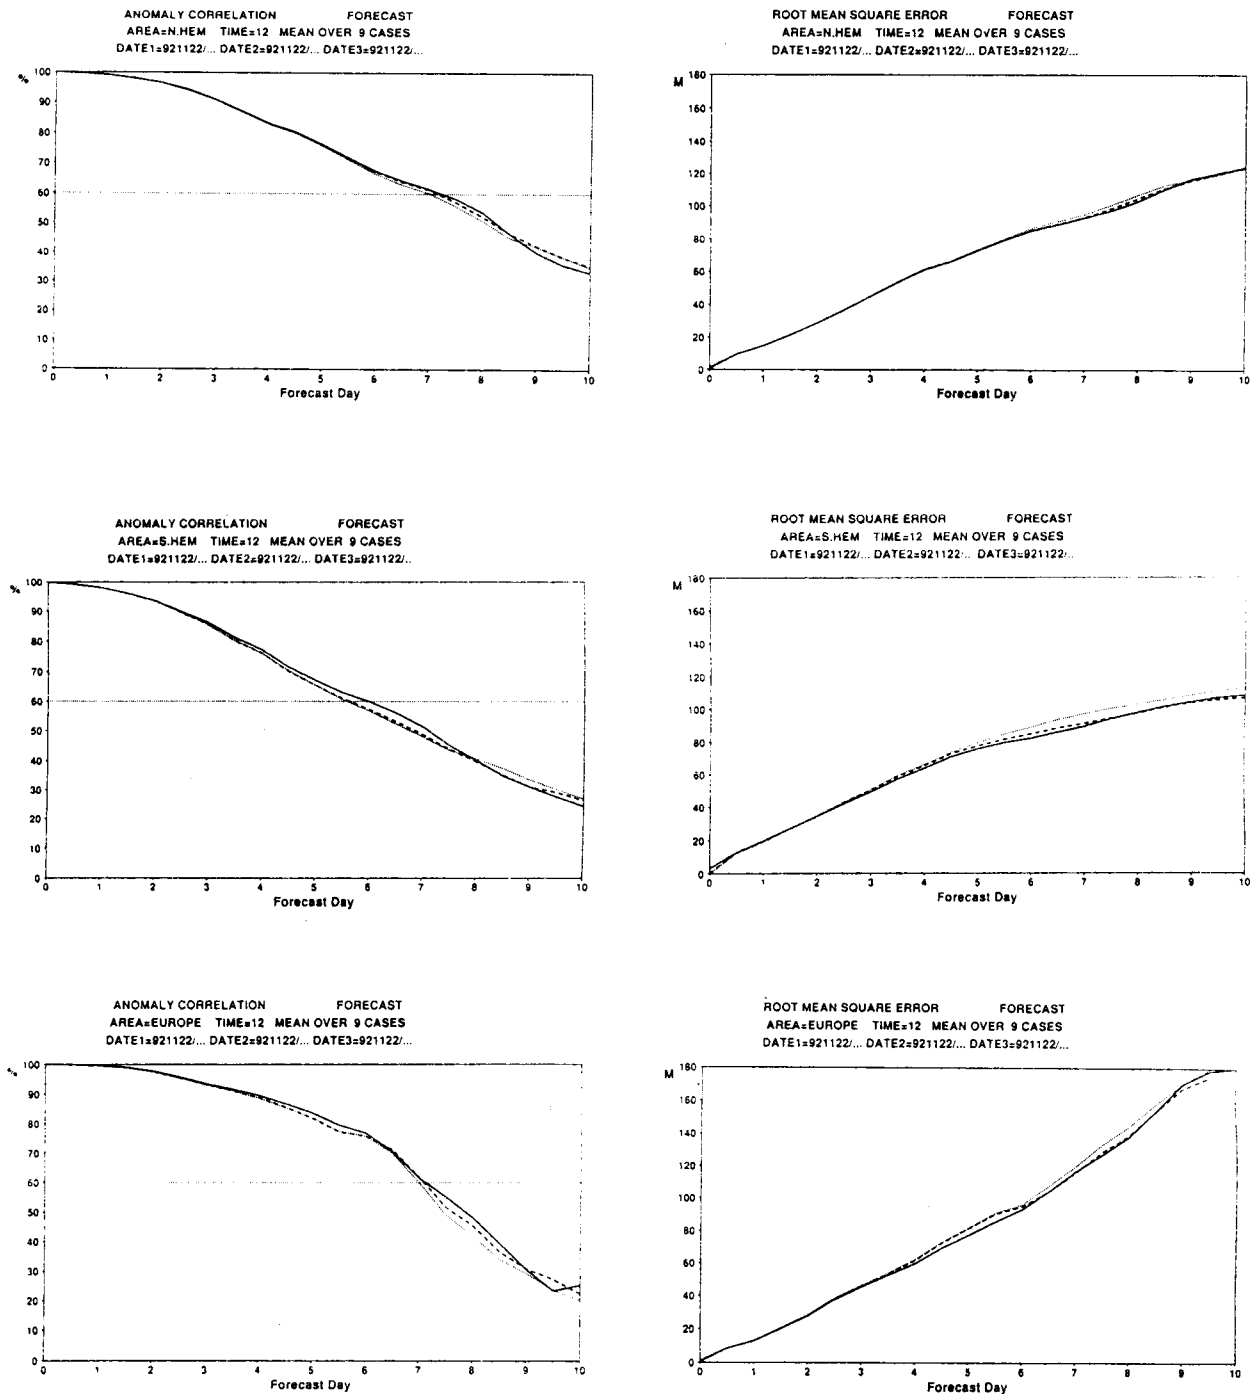 ANOMALY CORRELATION FORECAST
AREA=N.HEM TIME=12 MEAN OVER 9 CASES
DATE1=921122/... DATE2=921122/... DATE3=921122/...
%
100
90
80
70
60
50
40
30
20
10
0
0 1 2 3 4 5 6 7 8 9 10
Forecast Day
ROOT MEAN SQUARE ERROR FORECAST
AREA=N.HEM TIME=12 MEAN OVER 9 CASES
DATE1=921122/... DATE2=921122/... DATE3=921122/...
M
180
160
140
120
100
80
60
40
20
0
0 1 2 3 4 5 6 7 8 9 10
Forecast Day
ANOMALY CORRELATION FORECAST
AREA=S.HEM TIME=12 MEAN OVER 9 CASES
DATE1=921122/... DATE2=921122/... DATE3=921122/..
%
100
90
80
70
60
50
40
30
20
10
0
0 1 2 3 4 5 6 7 8 9 10
Forecast Day
ROOT MEAN SQUARE ERROR FORECAST
AREA=S.HEM TIME=12 MEAN OVER 9 CASES
DATE1=921122/... DATE2=921122/.. DATE3=921122/..
M
180
160
140
120
100
80
60
40
20
0
0 1 2 3 4 5 6 7 8 9 10
Forecast Day
ANOMALY CORRELATION FORECAST
AREA=EUROPE TIME=12 MEAN OVER 9 CASES
DATE1=921122/... DATE2=921122/... DATE3=921122/...
%
100
90
80
70
60
50
40
30
20
10
0
0 1 2 3 4 5 6 7 8 9 10
Forecast Day
ROOT MEAN SQUARE ERROR FORECAST
AREA=EUROPE TIME=12 MEAN OVER 9 CASES
DATE1=921122/... DATE2=921122/... DATE3=921122/...
M
180
160
140
120
100
80
60
40
20
0
0 1 2 3 4 5 6 7 8 9 10
Forecast Day